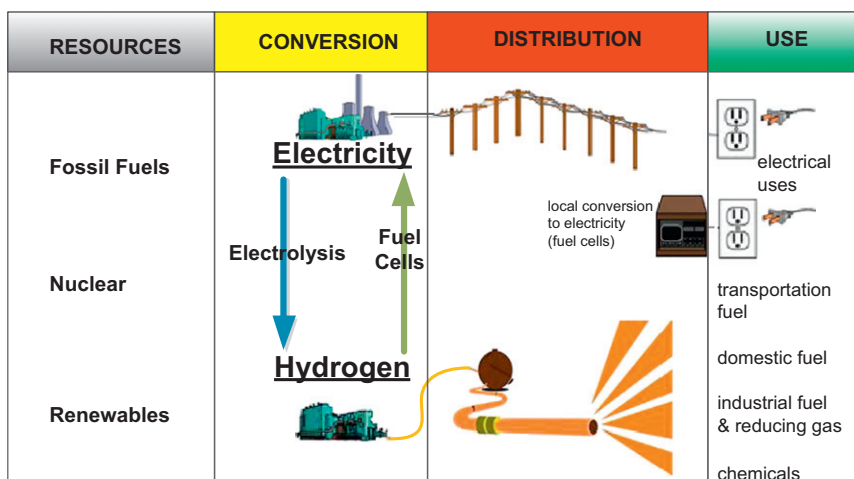 RESOURCES
CONVERSION
DISTRIBUTION
USE
Fossil Fuels
Nuclear
Renewables
Electricity
Electrolysis
Fuel
Cells
Hydrogen
local conversion
to electricity
(fuel cells)
electrical
uses
transportation
fuel
domestic fuel
industrial fuel
& reducing gas
chemicals